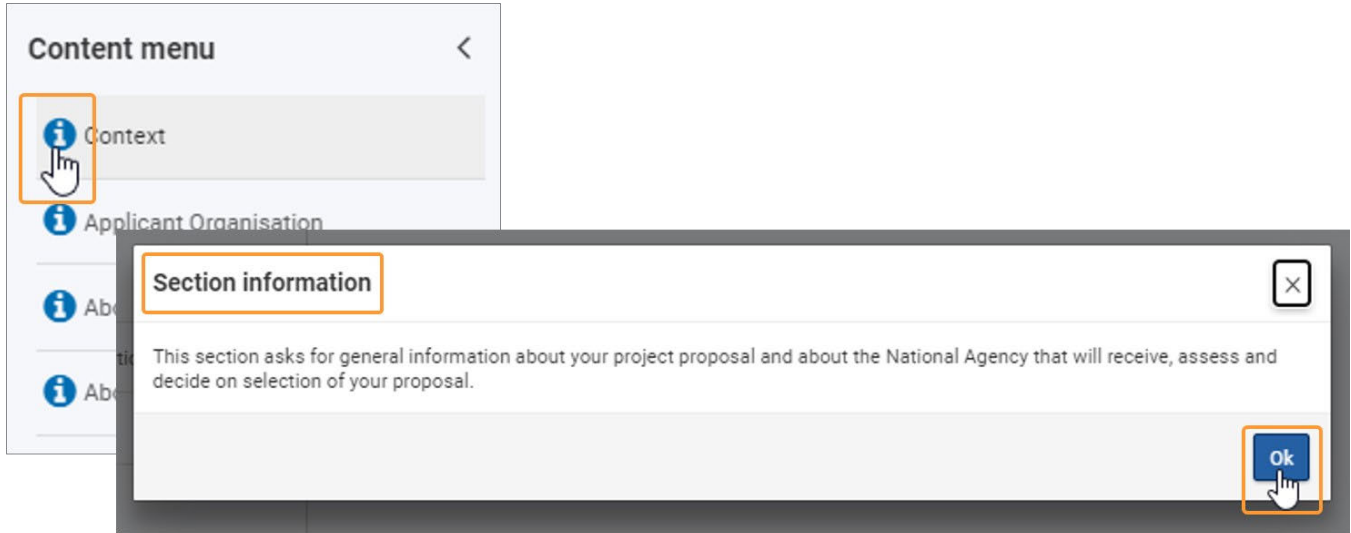 Content menu
Context
Applicant Organisation
Section information
This section asks for general information about your project proposal and about the National Agency that will receive, assess and
decide on selection of your proposal.
Ok